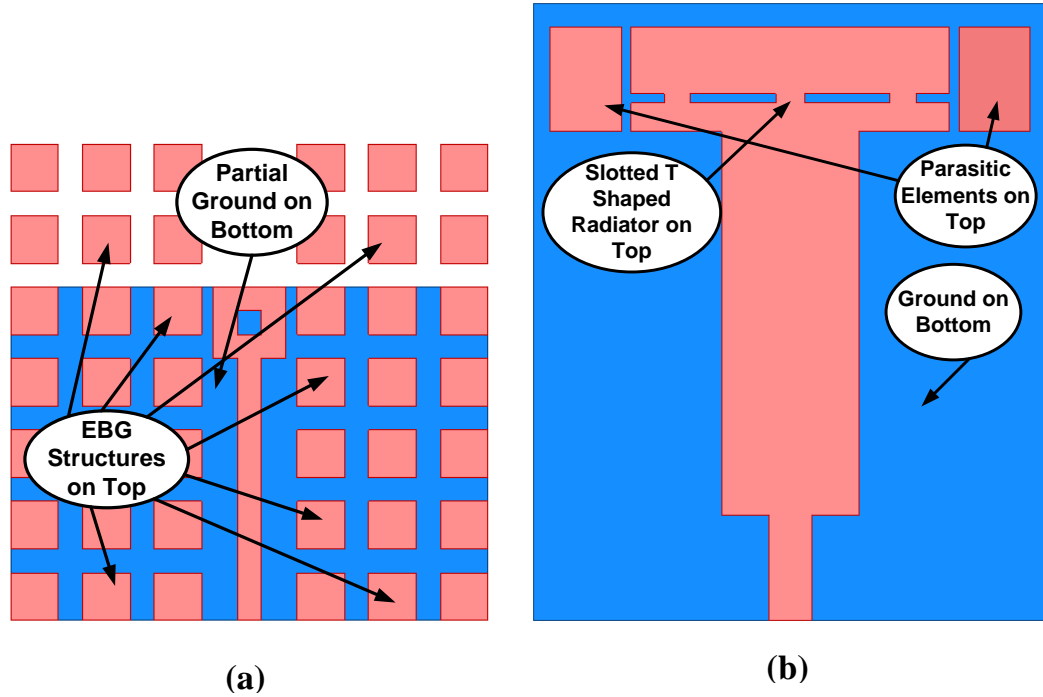 Partial
Ground on
Bottom
EBG
Structures
on Top
(a)
Slotted T
Shaped
Radiator on
Top
Parasitic
Elements on
Top
Ground on
Bottom
(b)